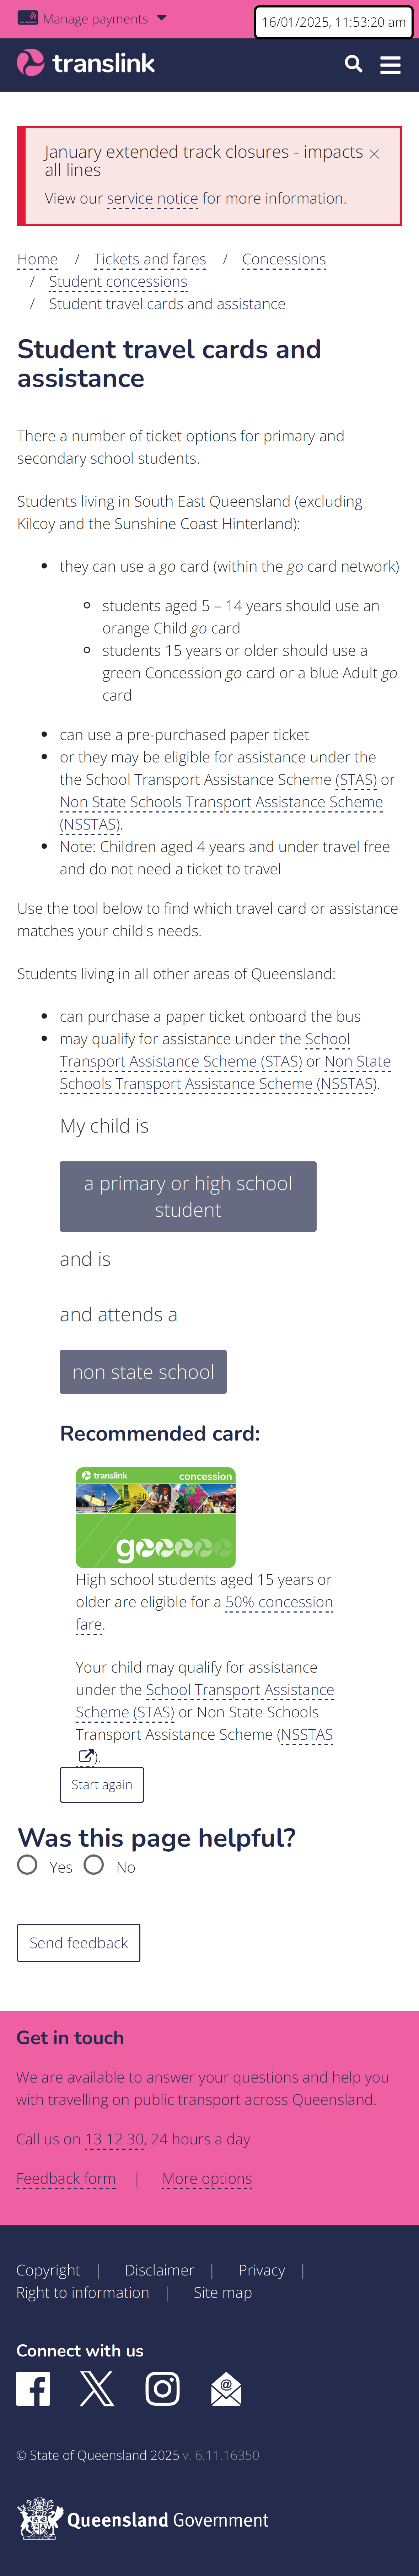 Manage payments
16/01/2025, 11:53:20 am
translink
January extended track closures - impacts
all lines
View our service notice for more information.
Home / Tickets and fares / Concessions
/ Student concessions
/ Student travel cards and assistance
Student travel cards and
assistance
There a number of ticket options for primary and
secondary school students.
Students living in South East Queensland (excluding
Kilcoy and the Sunshine Coast Hinterland):
they can use a go card (within the go card network)
students aged 5 – 14 years should use an
orange Child go card
students 15 years or older should use a
green Concession go card or a blue Adult go
card
can use a pre-purchased paper ticket
or they may be eligible for assistance under the
the School Transport Assistance Scheme (STAS) or
Non State Schools Transport Assistance Scheme
(NSSTAS).
Note: Children aged 4 years and under travel free
and do not need a ticket to travel
Use the tool below to find which travel card or assistance
matches your child's needs.
Students living in all other areas of Queensland:
can purchase a paper ticket onboard the bus
may qualify for assistance under the School
Transport Assistance Scheme (STAS) or Non State
Schools Transport Assistance Scheme (NSSTAS).
My child is
a primary or high school
student
and is
and attends a
non state school
Recommended card:
translink concession
go
High school students aged 15 years or
older are eligible for a 50% concession
fare.
Your child may qualify for assistance
under the School Transport Assistance
Scheme (STAS) or Non State Schools
Transport Assistance Scheme (NSSTAS
).
Start again
Was this page helpful?
Yes No
Send feedback
Get in touch
We are available to answer your questions and help you
with travelling on public transport across Queensland.
Call us on 13 12 30, 24 hours a day
Feedback form | More options
Copyright | Disclaimer | Privacy |
Right to information | Site map
Connect with us
© State of Queensland 2025 v. 6.11.16350
Queensland Government